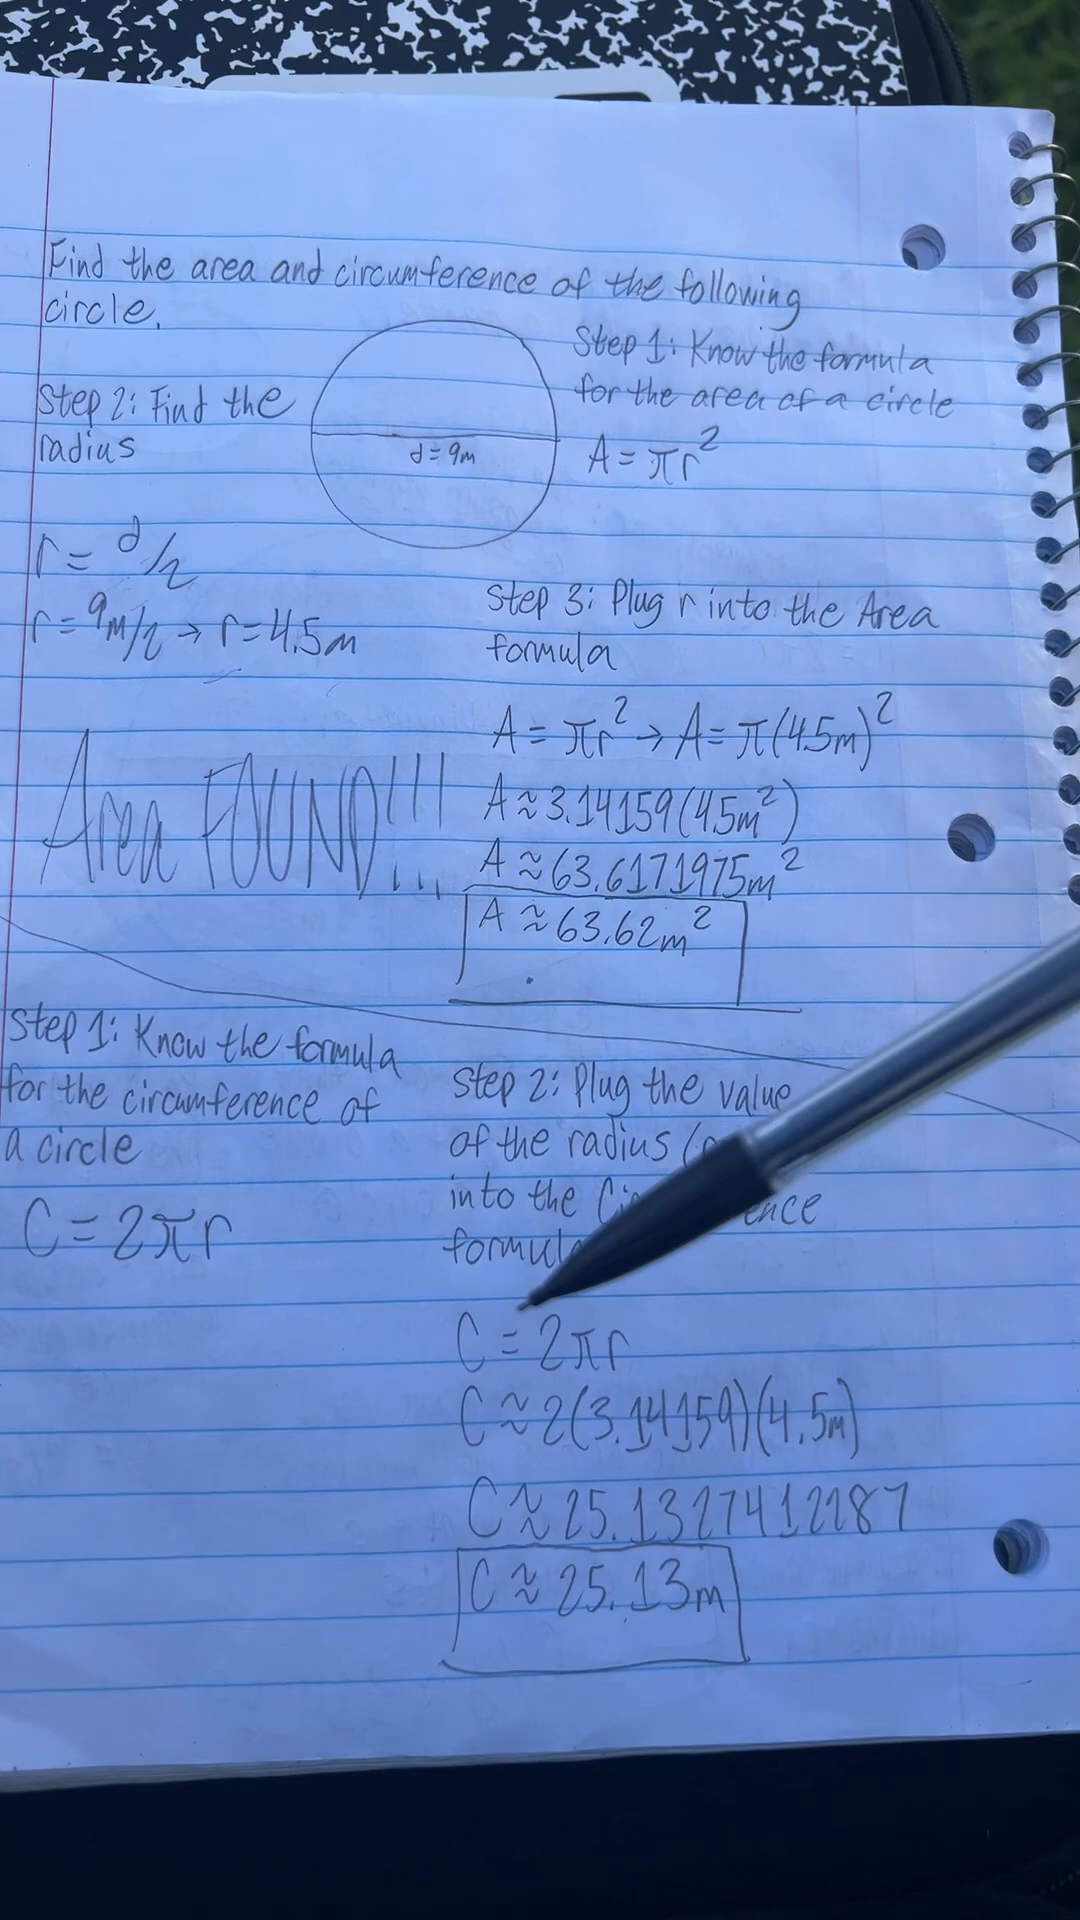 Find the area and circumference of the following
circle.
Step 1: Know the formula
for the area of a circle
A = πr²
Step 2: Find the
radius
d = 9m
r = d/2
r = 9m/2 → r = 4.5m
Step 3: Plug r into the Area
formula
A = πr² → A = π(4.5m)²
A ≈ 3.14159(4.5m²)
A ≈ 63.6171975m²
A ≈ 63.62m²
Area FOUND!!!
Step 1: Know the formula
for the circumference of
a circle
C = 2πr
Step 2: Plug the value
of the radius
into the
formula
C = 2πr
C ≈ 2(3.14159)(4.5m)
C ≈ 25.1327412287
C ≈ 25.13m